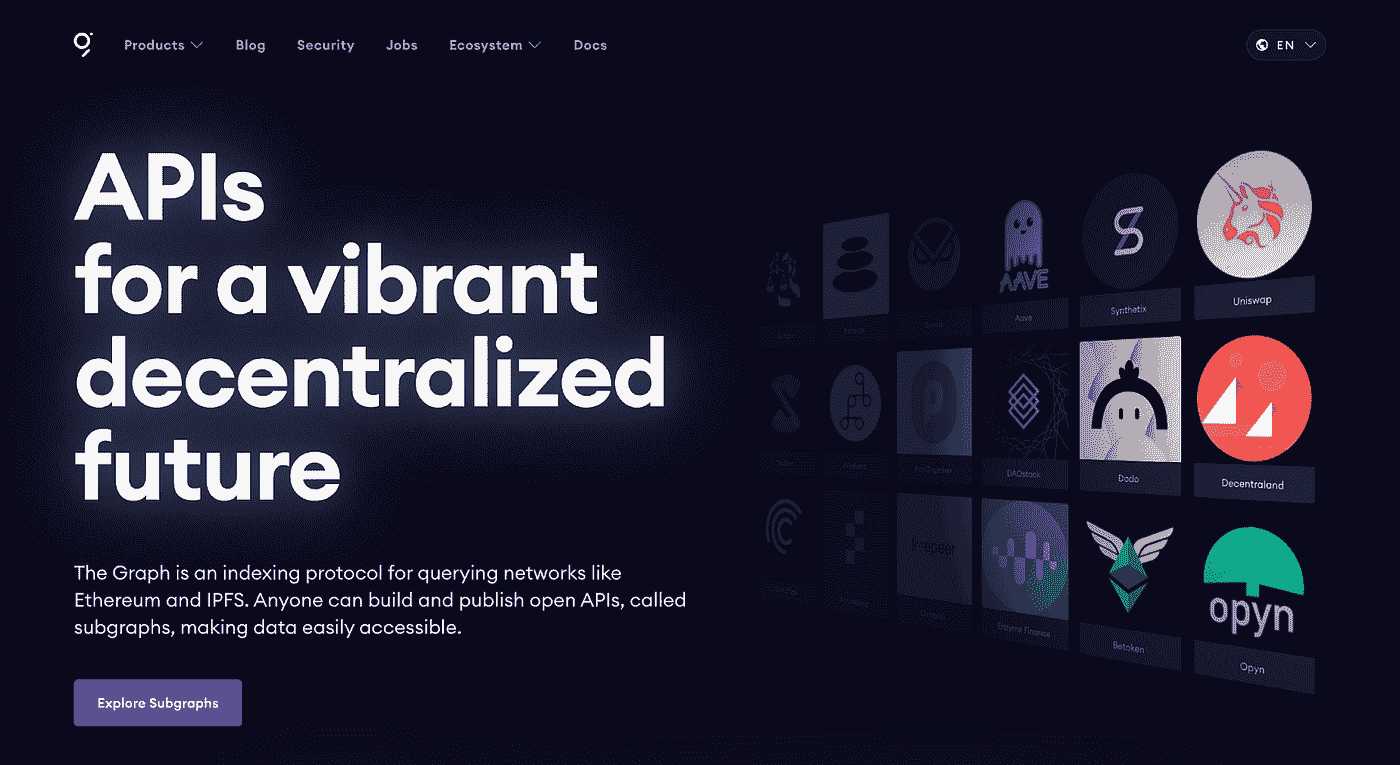 Products
Blog
Security
Jobs
Ecosystem
Docs
EN
APIs
for a vibrant
decentralized
future
The Graph is an indexing protocol for querying networks like
Ethereum and IPFS. Anyone can build and publish open APIs, called
subgraphs, making data easily accessible.
Explore Subgraphs
AAVE
Aave
Synthetix
Uniswap
PoolTogether
DAOstack
Dodo
Decentraland
livepeer
Enzyme Finance
Betoken
opyn
Opyn